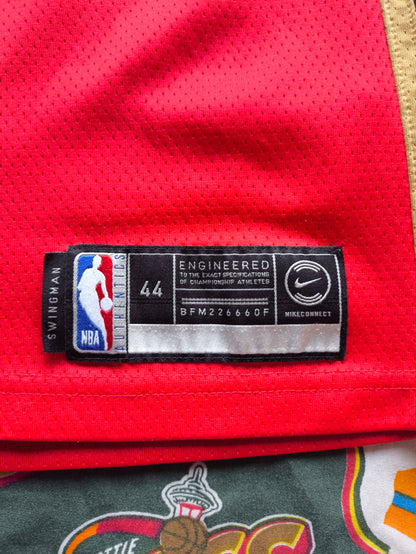 SWINGMAN
NBA
AUTHENTICS
44
ENGINEERED
TO THE EXACT SPECIFICATIONS
OF CHAMPIONSHIP ATHLETES
BFM226660F
NIKECONNECT